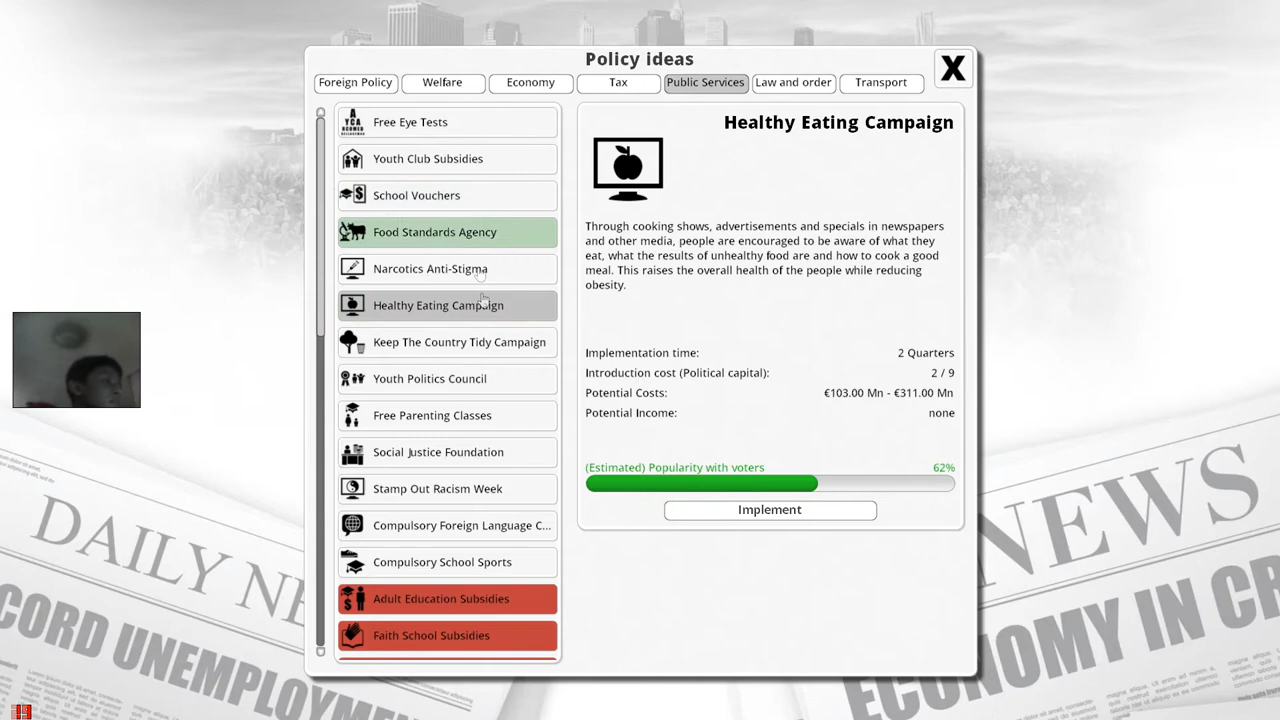 Policy ideas
X
Foreign Policy
Welfare
Economy
Tax
Public Services
Law and order
Transport
Free Eye Tests
Youth Club Subsidies
School Vouchers
Food Standards Agency
Narcotics Anti-Stigma
Healthy Eating Campaign
Keep The Country Tidy Campaign
Youth Politics Council
Free Parenting Classes
Social Justice Foundation
Stamp Out Racism Week
Compulsory Foreign Language C...
Compulsory School Sports
Adult Education Subsidies
Faith School Subsidies
Healthy Eating Campaign
Through cooking shows, advertisements and specials in newspapers
and other media, people are encouraged to be aware of what they
eat, what the results of unhealthy food are and how to cook a good
meal. This raises the overall health of the people while reducing
obesity.
Implementation time: 2 Quarters
Introduction cost (Political capital): 2 / 9
Potential Costs: €103.00 Mn - €311.00 Mn
Potential Income: none
(Estimated) Popularity with voters 62%
Implement
DAILY NE
CORD UNEMPLOYM
NEWS
ECONOMY IN CR